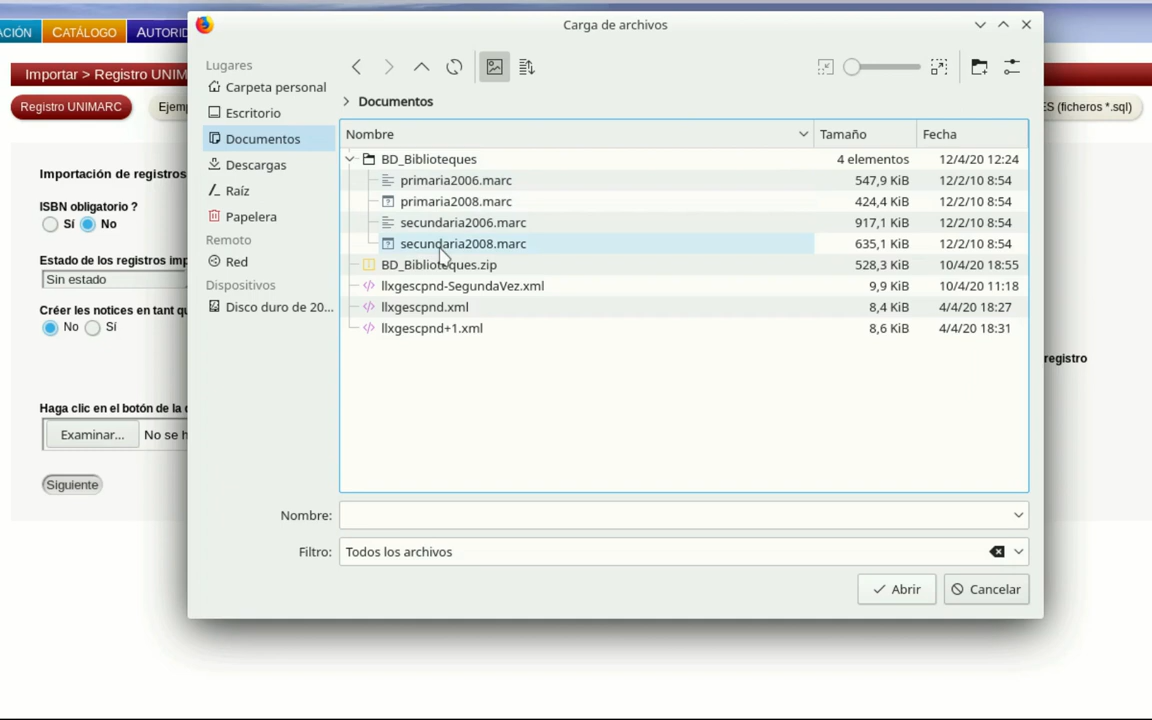 ACIÓN CATÁLOGO AUTORID
Carga de archivos
Importar > Registro UNIM
Registro UNIMARC Ejem ES (ficheros *.sql)
Importación de registros
ISBN obligatorio ?
Sí No
Estado de los registros imp
Sin estado
Créer les notices en tant qu
No Sí
registro
Haga clic en el botón de la
Examinar... No se h
Siguiente
Lugares
Carpeta personal
Escritorio
Documentos
Descargas
Raíz
Papelera
Remoto
Red
Dispositivos
Disco duro de 20...
Documentos
Nombre Tamaño Fecha
BD_Biblioteques 4 elementos 12/4/20 12:24
primaria2006.marc 547,9 KiB 12/2/10 8:54
primaria2008.marc 424,4 KiB 12/2/10 8:54
secundaria2006.marc 917,1 KiB 12/2/10 8:54
secundaria2008.marc 635,1 KiB 12/2/10 8:54
BD_Biblioteques.zip 528,3 KiB 10/4/20 18:55
llxgescpnd-SegundaVez.xml 9,9 KiB 10/4/20 11:18
llxgescpnd.xml 8,4 KiB 4/4/20 18:27
llxgescpnd+1.xml 8,6 KiB 4/4/20 18:31
Nombre:
Filtro: Todos los archivos
Abrir Cancelar